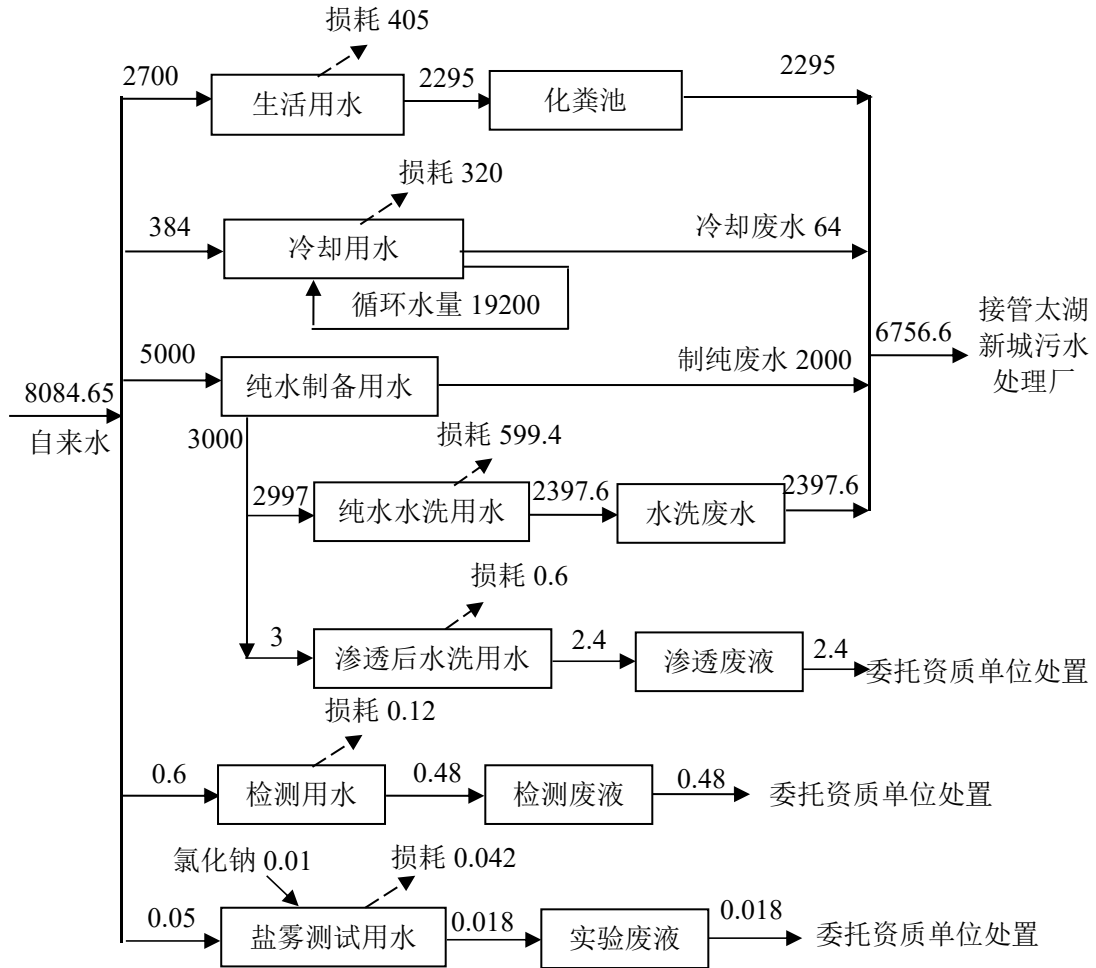 损耗 405
2700
生活用水
2295
化粪池
2295
损耗 320
384
冷却用水
冷却废水 64
循环水量 19200
接管太湖
新城污水
处理厂
6756.6
5000
纯水制备用水
制纯废水 2000
8084.65
自来水
3000
损耗 599.4
2997
纯水水洗用水
2397.6
水洗废水
2397.6
损耗 0.6
3
渗透后水洗用水
2.4
渗透废液
2.4
委托资质单位处置
损耗 0.12
0.6
检测用水
0.48
检测废液
0.48
委托资质单位处置
氯化钠 0.01
损耗 0.042
0.05
盐雾测试用水
0.018
实验废液
0.018
委托资质单位处置